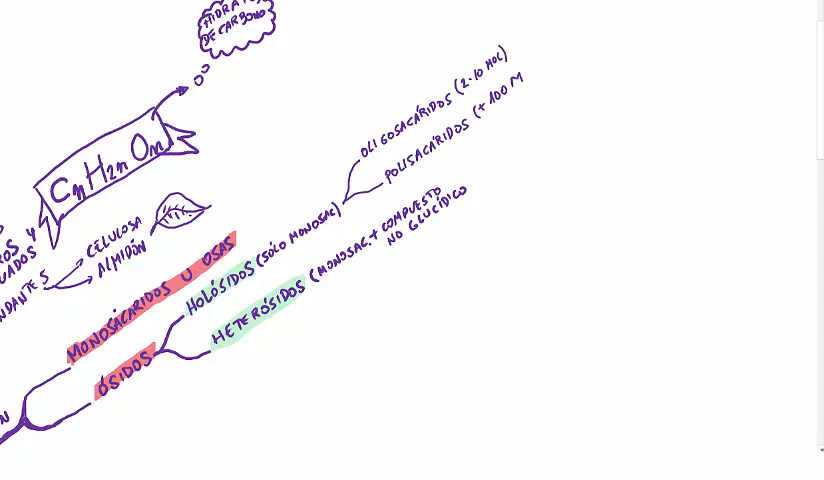 HIDRATOS
DE CARBONO
CnH2nOn
Y
CELULOSA
ALMIDÓN
MONOSACÁRIDOS U OSAS
ÓSIDOS
HOLÓSIDOS (SÓLO MONOSAC)
OLIGOSACÁRIDOS (2-10 MOL)
POLISACÁRIDOS (+ 100 M
HETERÓSIDOS (MONOSAC. + COMPUESTO
NO GLUCÍDICO